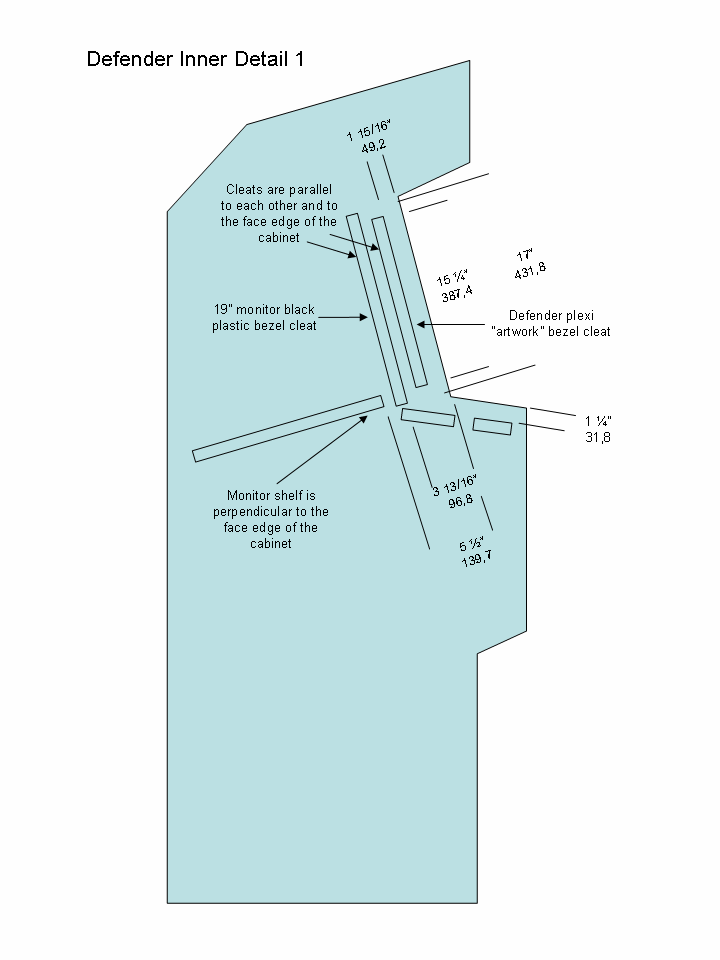 Defender Inner Detail 1
1 15/16"
49,2
Cleats are parallel
to each other and to
the face edge of the
cabinet
17"
431,8
15 ¼"
387,4
19" monitor black
plastic bezel cleat
Defender plexi
"artwork" bezel cleat
1 ¼"
31,8
3 13/16"
96,8
Monitor shelf is
perpendicular to the
face edge of the
cabinet
5 ½"
139,7